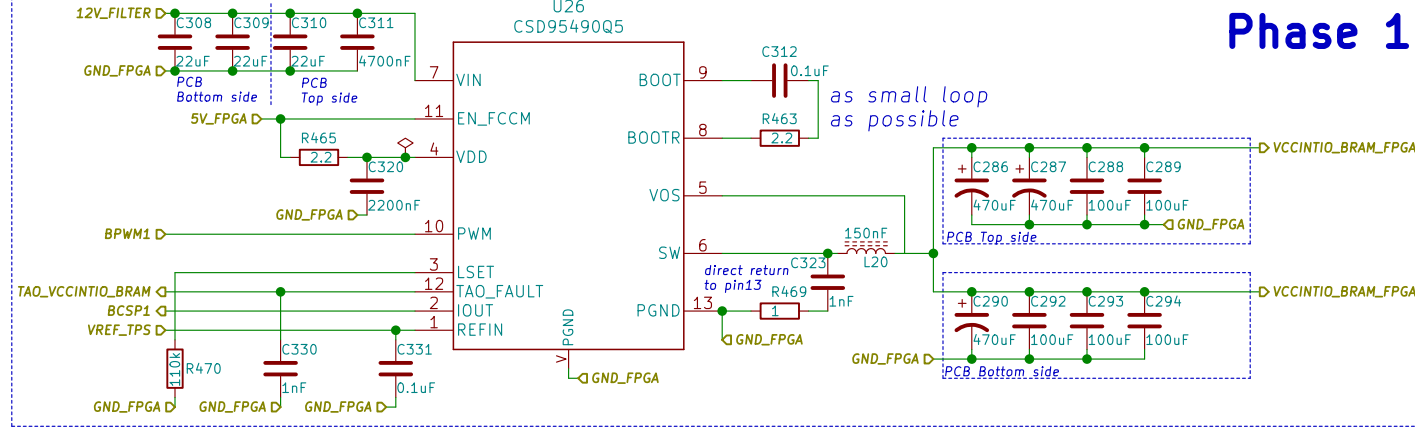 U26
CSD95490Q5
Phase 1
12V_FILTER
C308
C309
C310
C311
22uF
22uF
22uF
4700nF
GND_FPGA
PCB
Bottom side
PCB
Top side
7
VIN
5V_FPGA
11
EN_FCCM
R465
2.2
4
VDD
C320
2200nF
GND_FPGA
BPWM1
10
PWM
3
LSET
TAO_VCCINTIO_BRAM
12
TAO_FAULT
BCSP1
2
IOUT
VREF_TPS
1
REFIN
R470
110k
C330
1nF
C331
0.1uF
GND_FPGA
GND_FPGA
GND_FPGA
PGND
V
GND_FPGA
BOOT
9
C312
0.1uF
BOOTR
8
R463
2.2
as small loop
as possible
VOS
5
SW
6
150nF
L20
direct return
to pin13
C323
1nF
R469
1
PGND
13
GND_FPGA
VCCINTIO_BRAM_FPGA
C286
C287
C288
C289
+
+
470uF
470uF
100uF
100uF
GND_FPGA
PCB Top side
VCCINTIO_BRAM_FPGA
C290
C292
C293
C294
+
470uF
100uF
100uF
100uF
GND_FPGA
PCB Bottom side